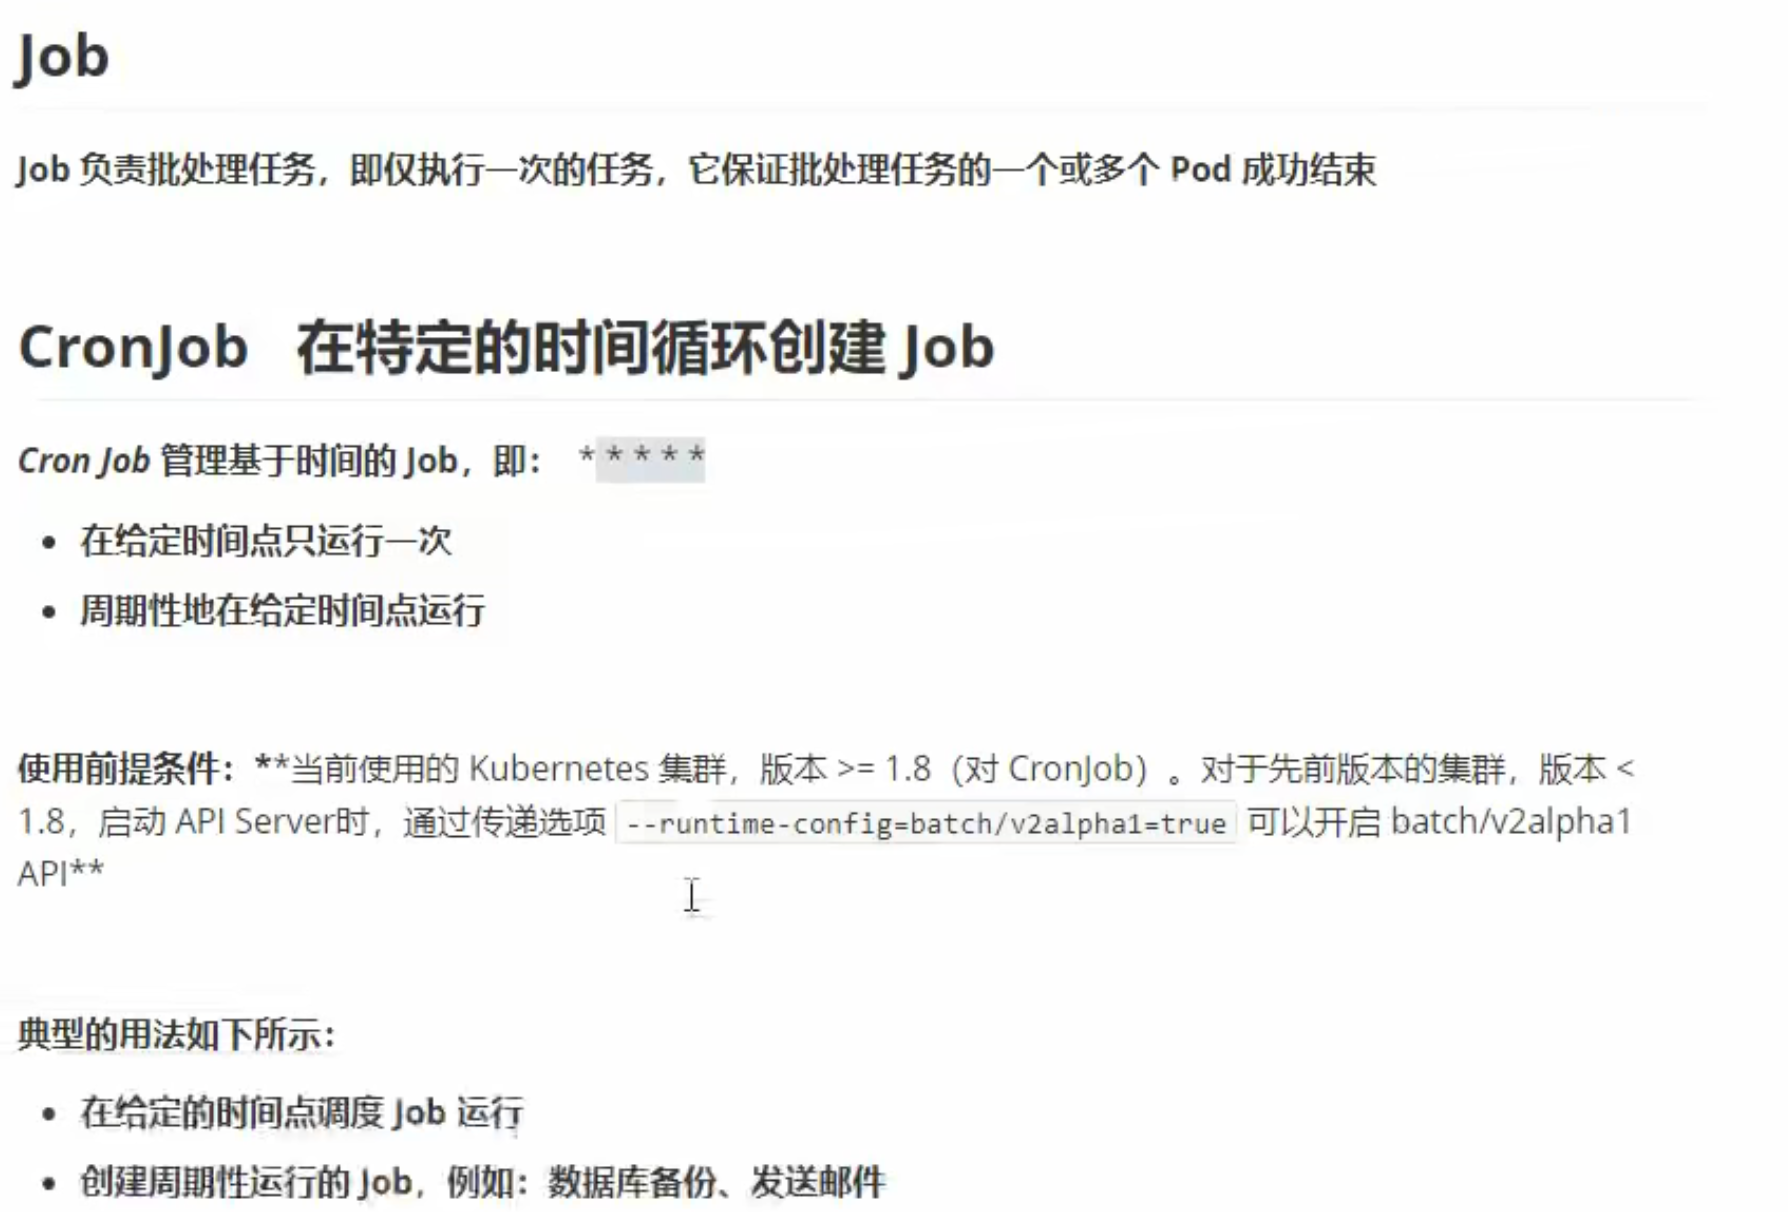 Job
Job 负责批处理任务，即仅执行一次的任务，它保证批处理任务的一个或多个 Pod 成功结束
CronJob 在特定的时间循环创建 Job
Cron Job 管理基于时间的 Job，即： * * * * *
在给定时间点只运行一次
周期性地在给定时间点运行
使用前提条件：**当前使用的 Kubernetes 集群，版本 >= 1.8（对 CronJob）。对于先前版本的集群，版本 <
1.8，启动 API Server时，通过传递选项 --runtime-config=batch/v2alpha1=true 可以开启 batch/v2alpha1
API**
典型的用法如下所示：
在给定的时间点调度 Job 运行
创建周期性运行的 Job，例如：数据库备份、发送邮件